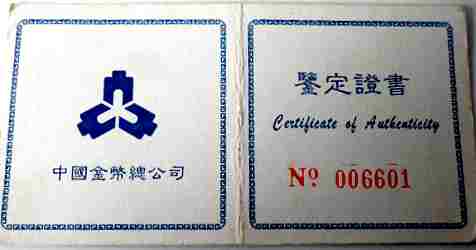 中國金幣總公司
鑒定證書
Certificate of Authenticity
Nº 006601